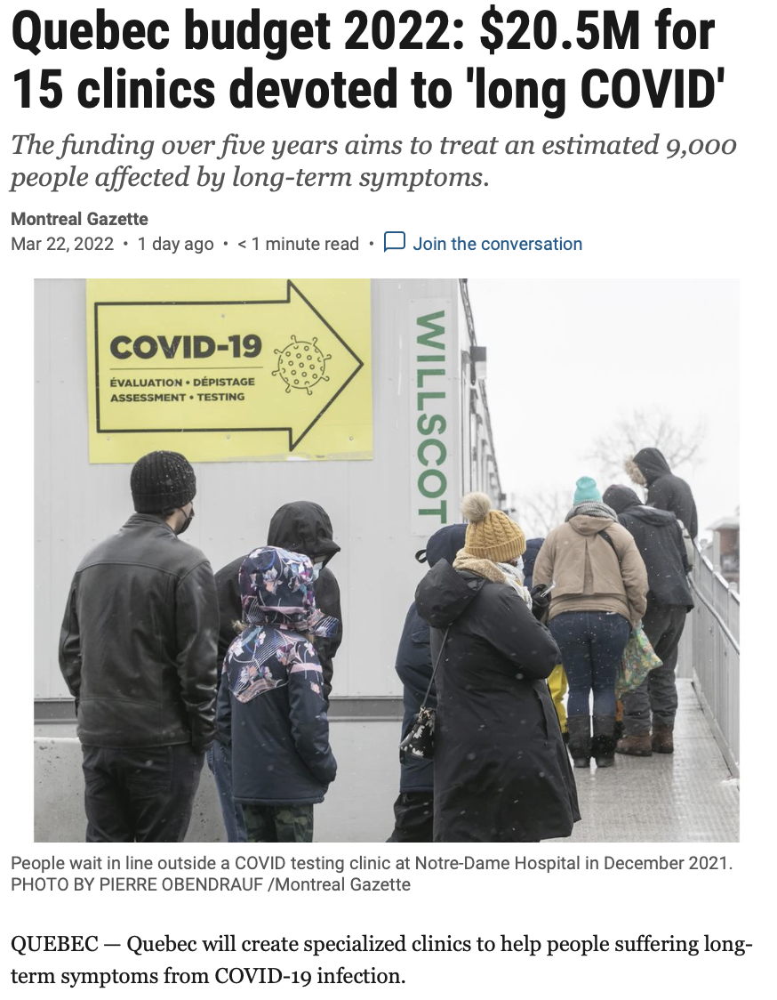 Quebec budget 2022: $20.5M for
15 clinics devoted to 'long COVID'
The funding over five years aims to treat an estimated 9,000
people affected by long-term symptoms.
Montreal Gazette
Mar 22, 2022 • 1 day ago • < 1 minute read • Join the conversation
COVID-19
ÉVALUATION • DÉPISTAGE
ASSESSMENT • TESTING
WILLSCOT
People wait in line outside a COVID testing clinic at Notre-Dame Hospital in December 2021.
PHOTO BY PIERRE OBENDRAUF /Montreal Gazette
QUEBEC — Quebec will create specialized clinics to help people suffering long-
term symptoms from COVID-19 infection.